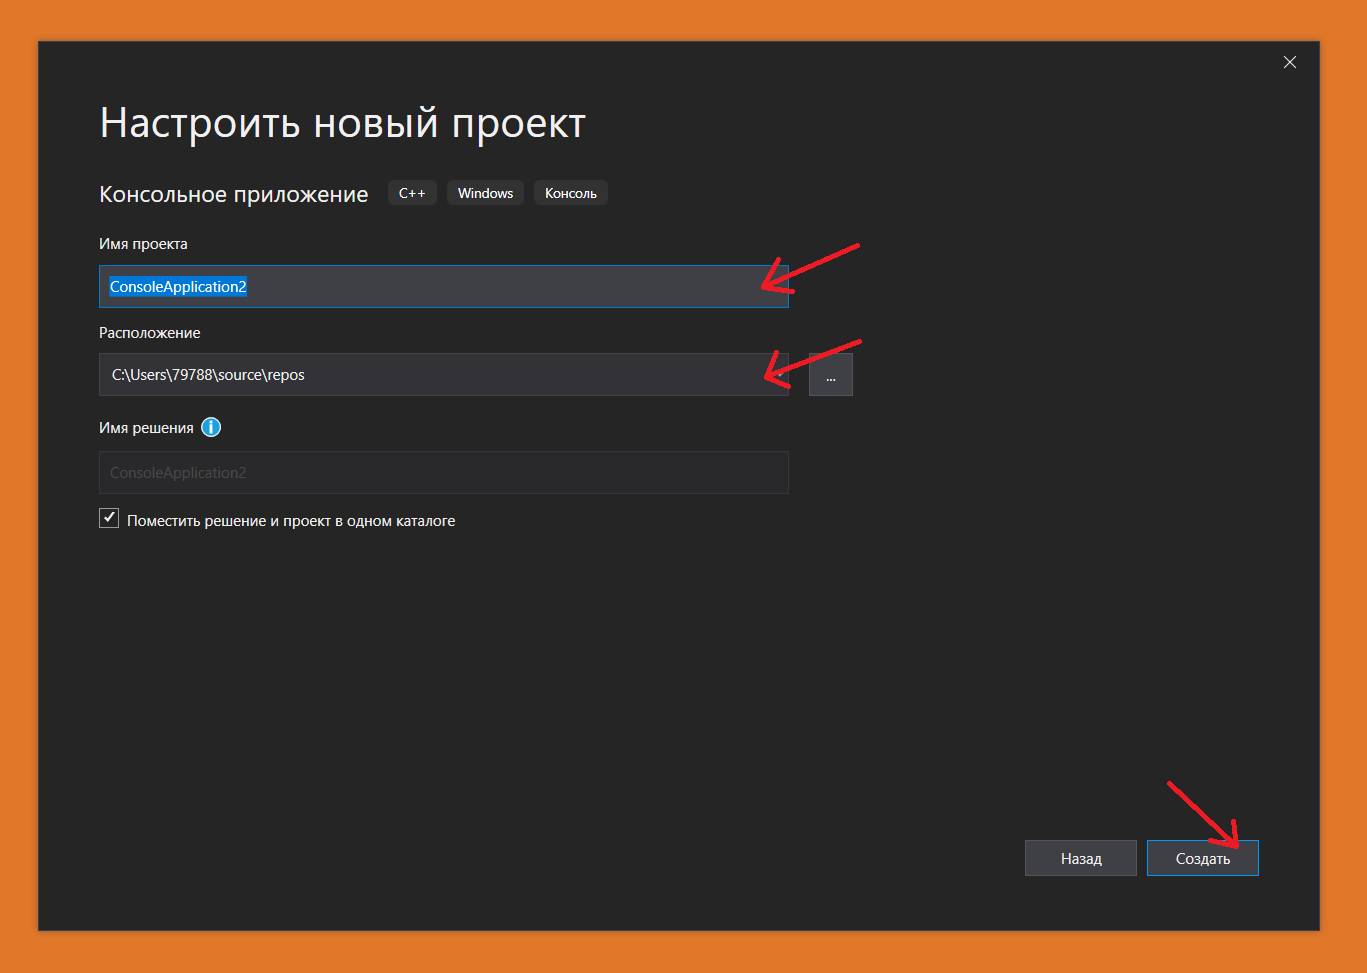 Настроить новый проект
Консольное приложение C++ Windows Консоль
Имя проекта
ConsoleApplication2
Расположение
C:\Users\79788\source\repos ...
Имя решения
ConsoleApplication2
Поместить решение и проект в одном каталоге
Назад Создать